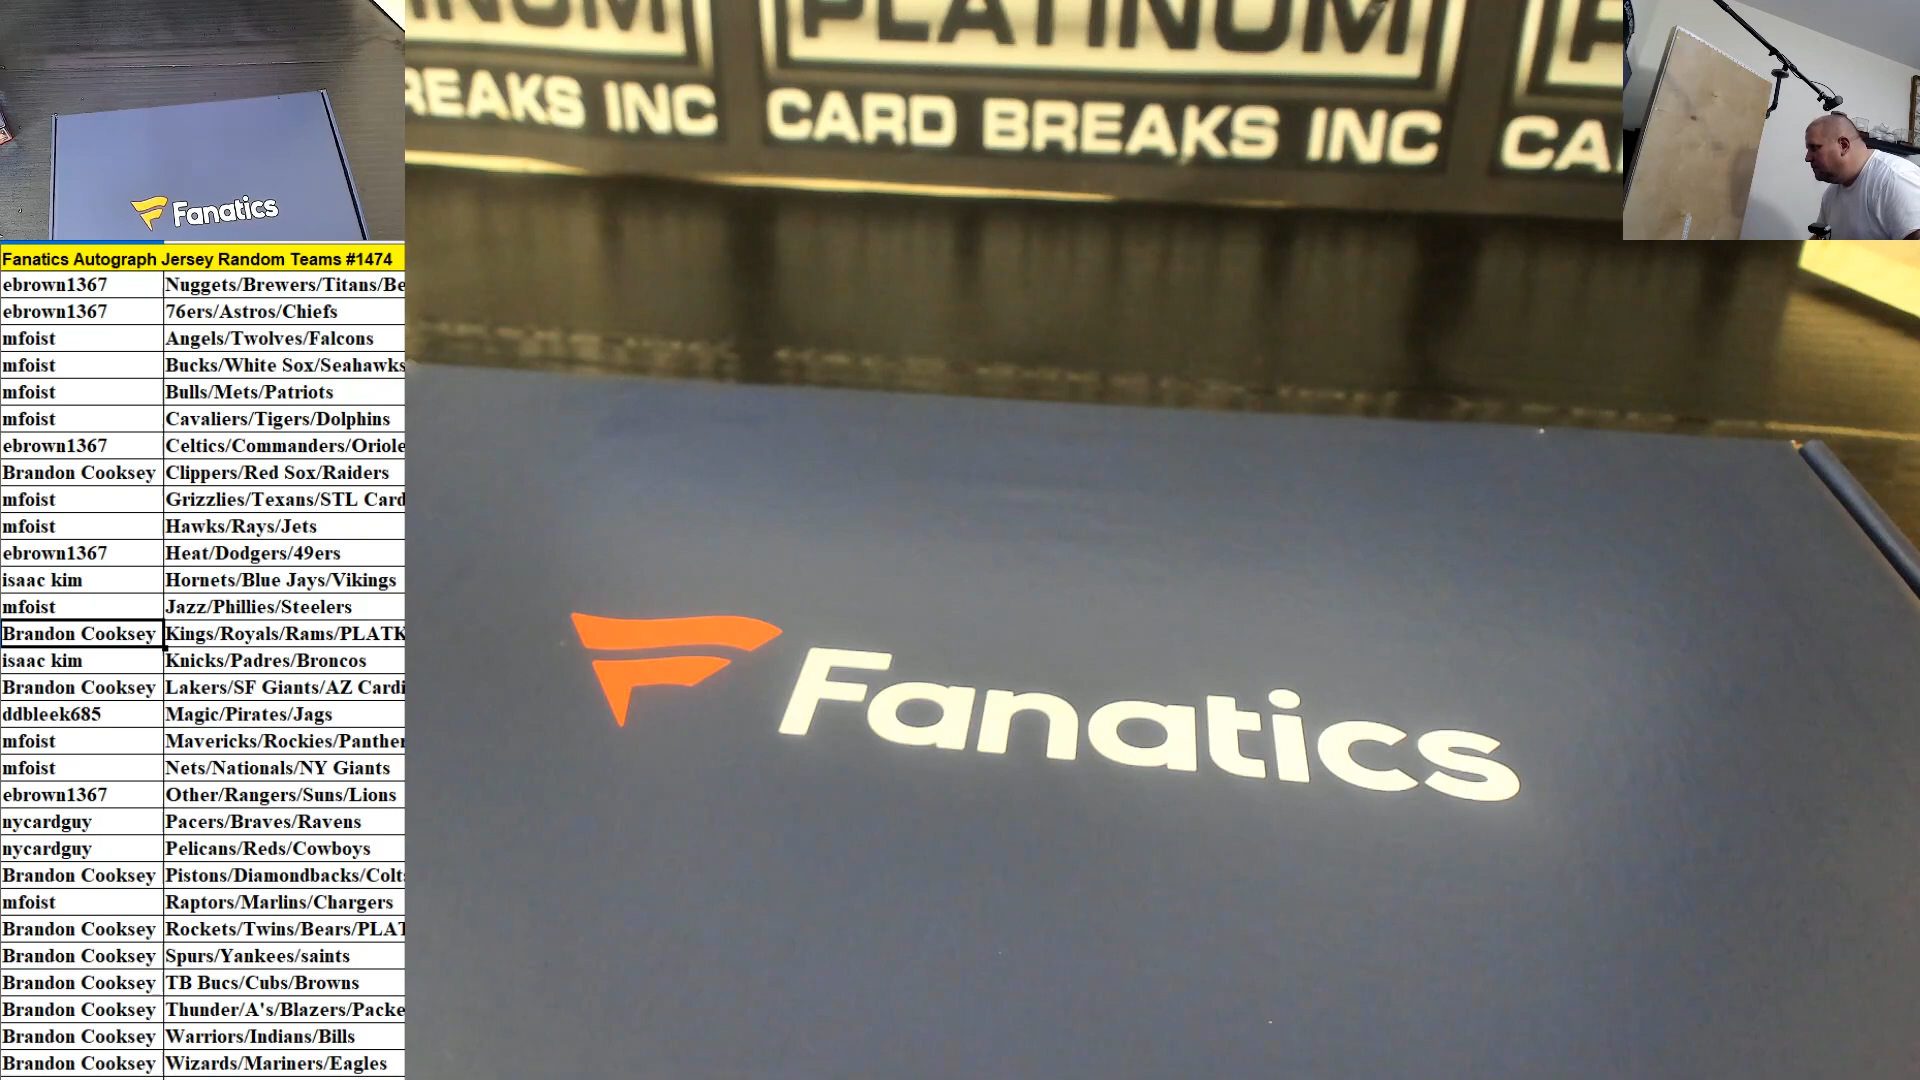 Fanatics
Fanatics Autograph Jersey Random Teams #1474
ebrown1367 Nuggets/Brewers/Titans/Be
ebrown1367 76ers/Astros/Chiefs
mfoist Angels/Twolves/Falcons
mfoist Bucks/White Sox/Seahawks
mfoist Bulls/Mets/Patriots
mfoist Cavaliers/Tigers/Dolphins
ebrown1367 Celtics/Commanders/Oriole
Brandon Cooksey Clippers/Red Sox/Raiders
mfoist Grizzlies/Texans/STL Card
mfoist Hawks/Rays/Jets
ebrown1367 Heat/Dodgers/49ers
isaac kim Hornets/Blue Jays/Vikings
mfoist Jazz/Phillies/Steelers
Brandon Cooksey Kings/Royals/Rams/PLATK
isaac kim Knicks/Padres/Broncos
Brandon Cooksey Lakers/SF Giants/AZ Cardi
ddbleek685 Magic/Pirates/Jags
mfoist Mavericks/Rockies/Panther
mfoist Nets/Nationals/NY Giants
ebrown1367 Other/Rangers/Suns/Lions
nycardguy Pacers/Braves/Ravens
nycardguy Pelicans/Reds/Cowboys
Brandon Cooksey Pistons/Diamondbacks/Colts
mfoist Raptors/Marlins/Chargers
Brandon Cooksey Rockets/Twins/Bears/PLAT
Brandon Cooksey Spurs/Yankees/saints
Brandon Cooksey TB Bucs/Cubs/Browns
Brandon Cooksey Thunder/A's/Blazers/Packe
Brandon Cooksey Warriors/Indians/Bills
Brandon Cooksey Wizards/Mariners/Eagles
PLATINUM
REAKS INC CARD BREAKS INC CA
Fanatics